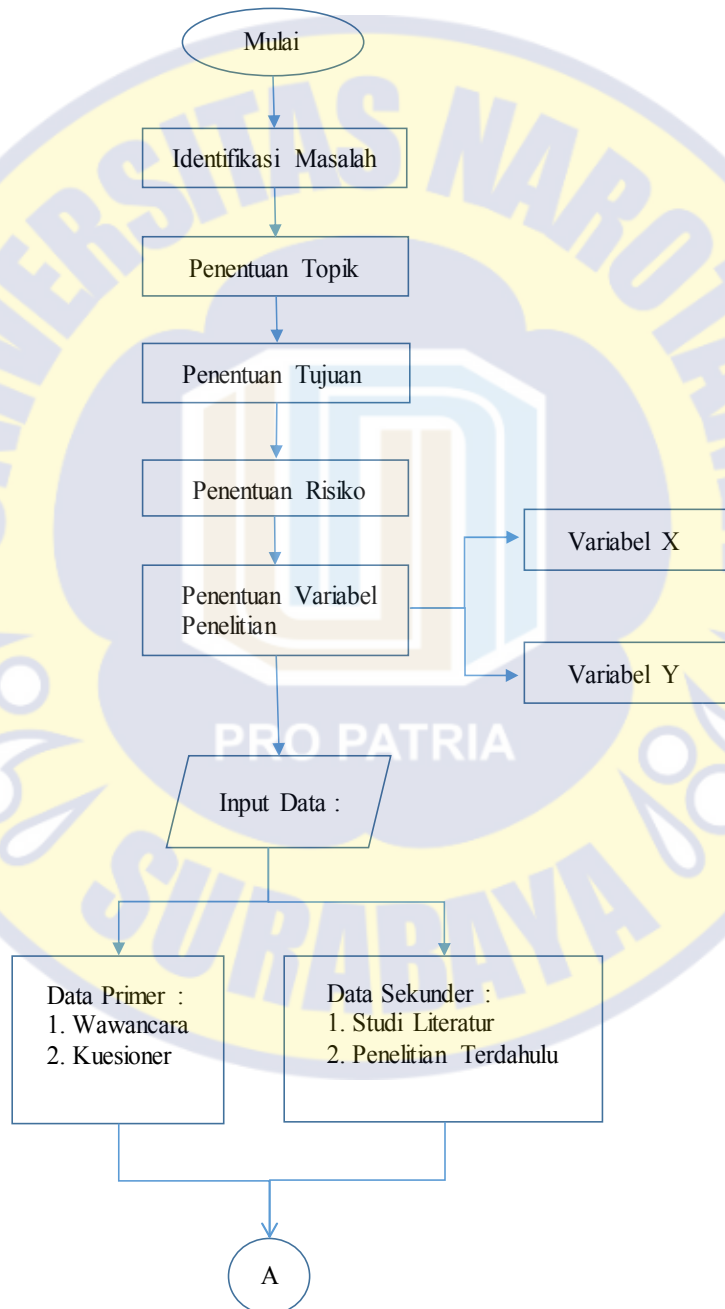 Mulai
Identifikasi Masalah
Penentuan Topik
Penentuan Tujuan
Penentuan Risiko
Penentuan Variabel
Penelitian
Variabel X
Variabel Y
Input Data :
Data Primer :
1. Wawancara
2. Kuesioner
Data Sekunder :
1. Studi Literatur
2. Penelitian Terdahulu
A
PRO PATRIA
SURABAYA